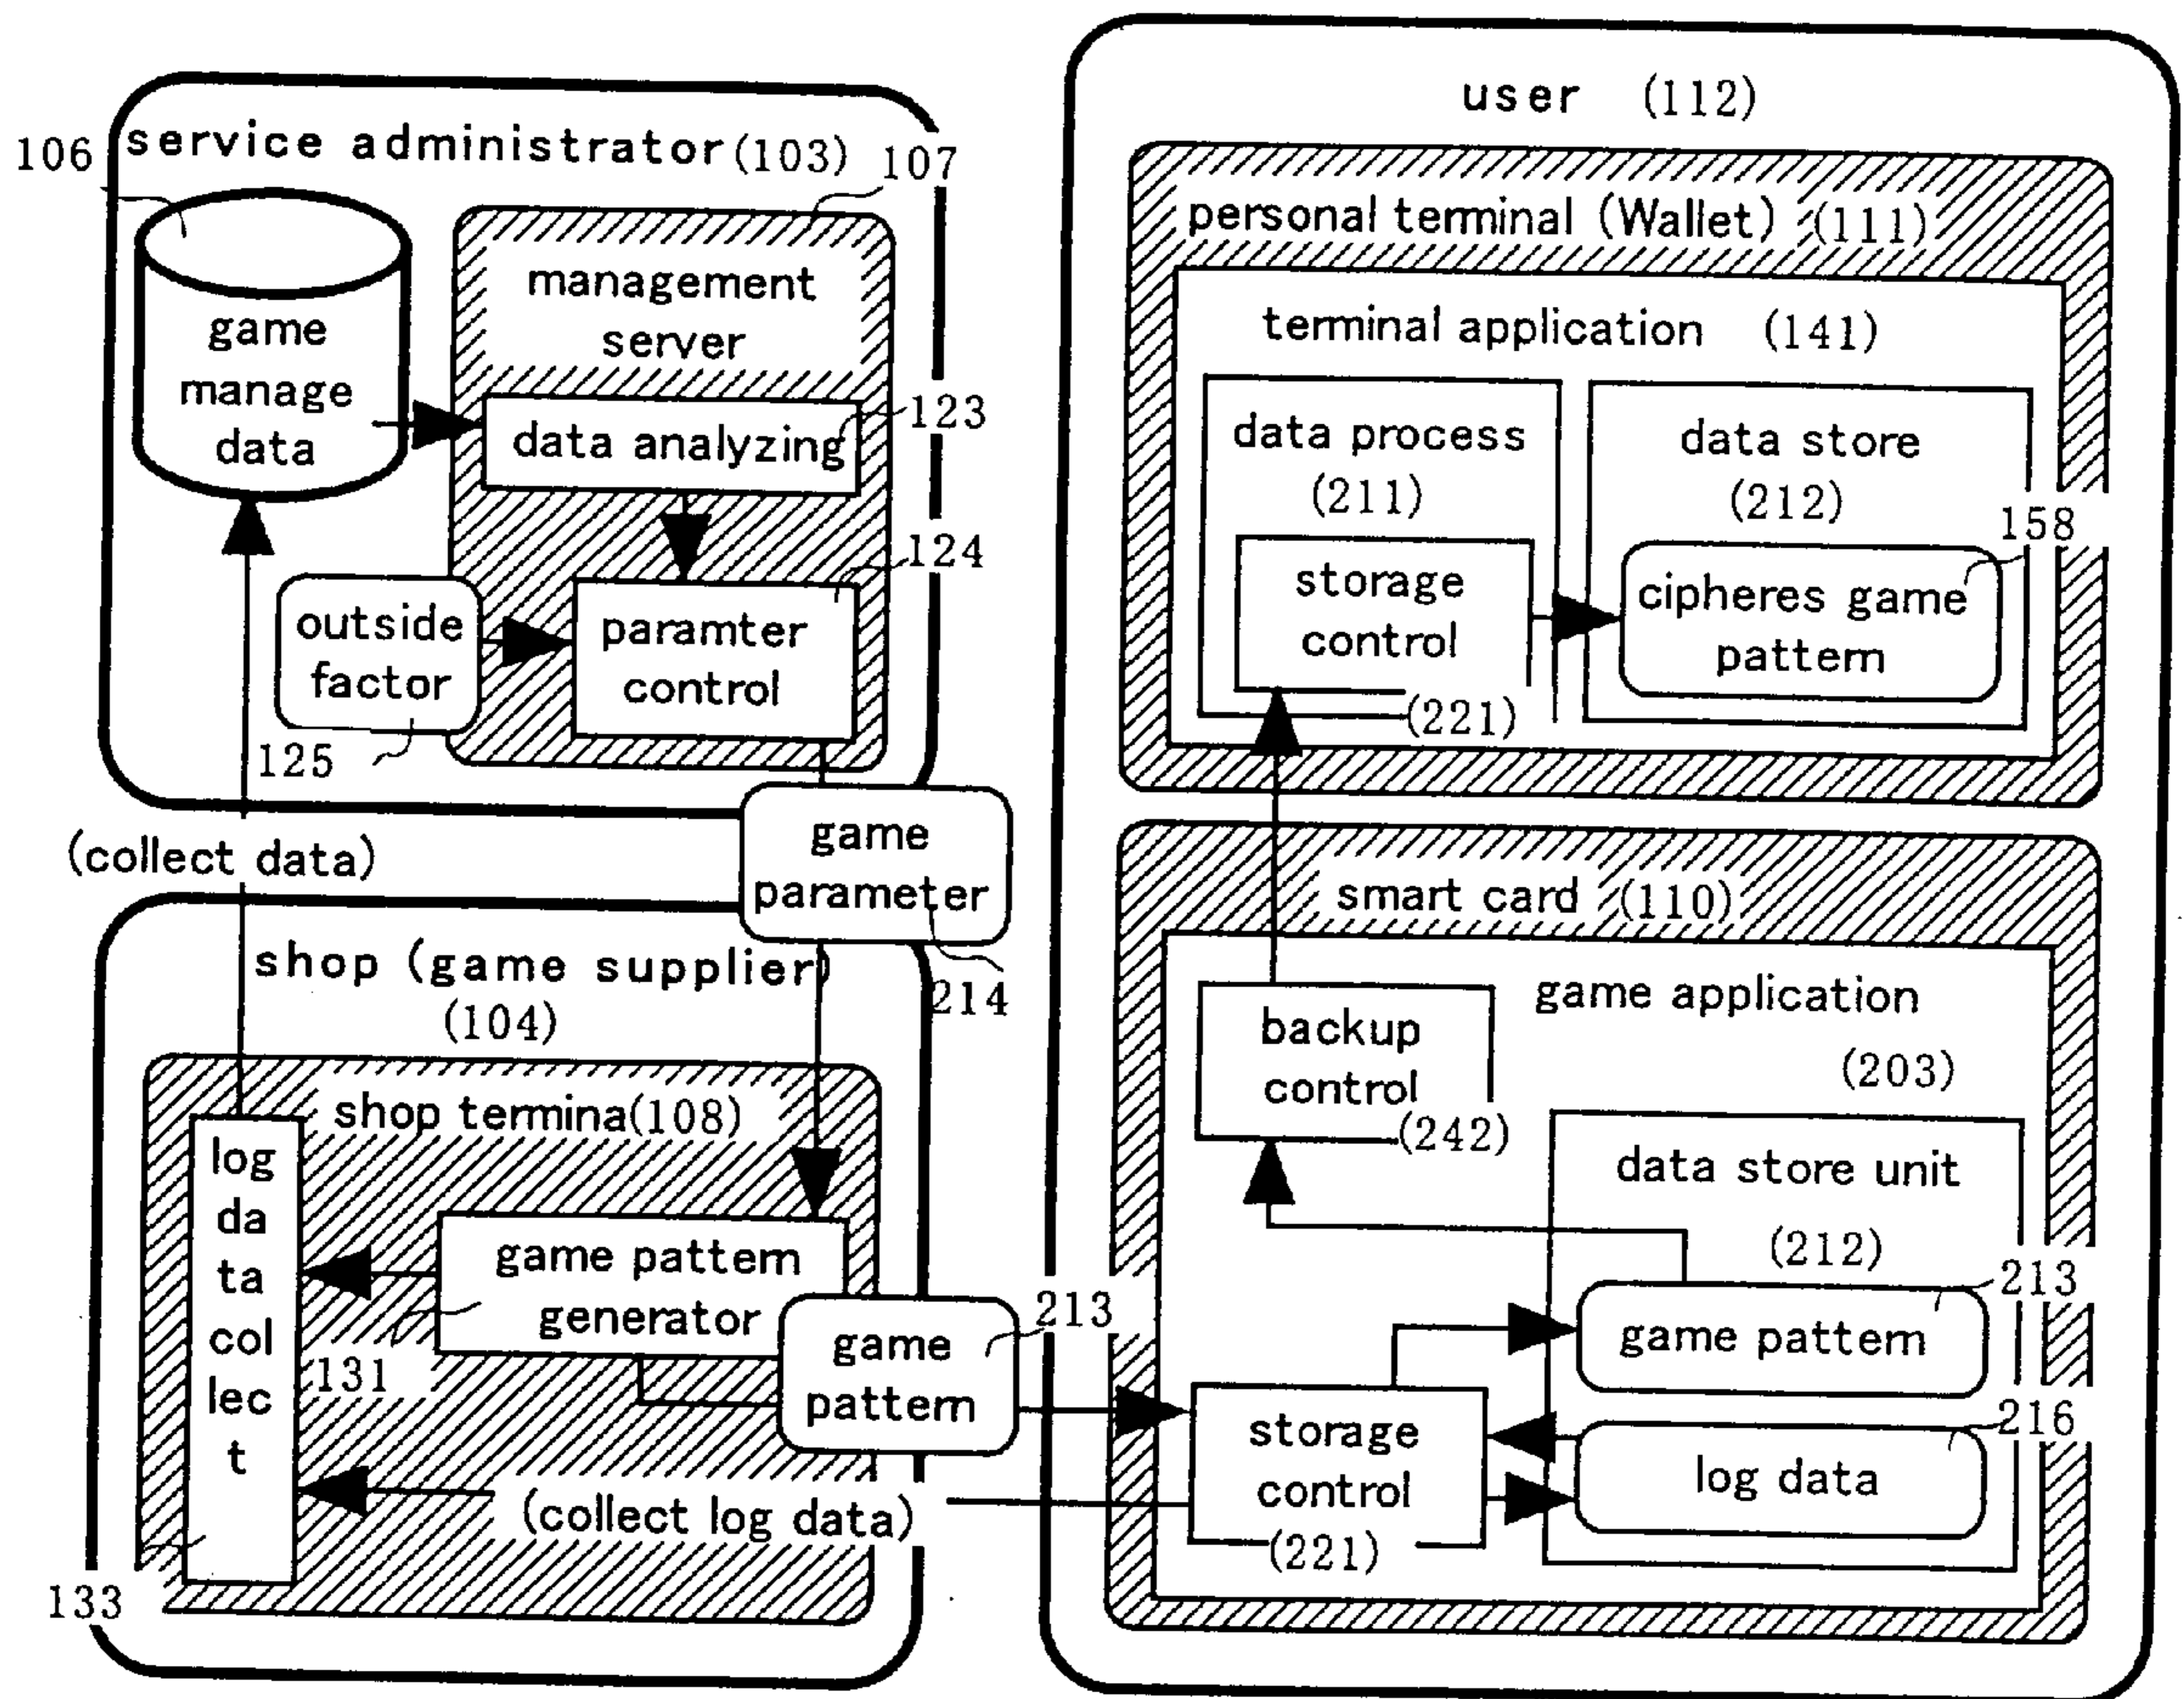 service administrator(103)
106
107
game
manage
data
management
server
data analyzing
123
124
outside
factor
125
paramter
control
(collect data)
game
parameter
214
shop (game supplier)
(104)
shop termina(108)
log
da
ta
col
lec
t
133
game pattern
generator
131
game
pattern
213
(collect log data)
user (112)
personal terminal (Wallet) (111)
terminal application (141)
data process
(211)
storage
control
(221)
data store
(212)
158
cipheres game
pattern
smart card (110)
game application
(203)
backup
control
(242)
data store unit
(212)
213
game pattern
216
log data
storage
control
(221)